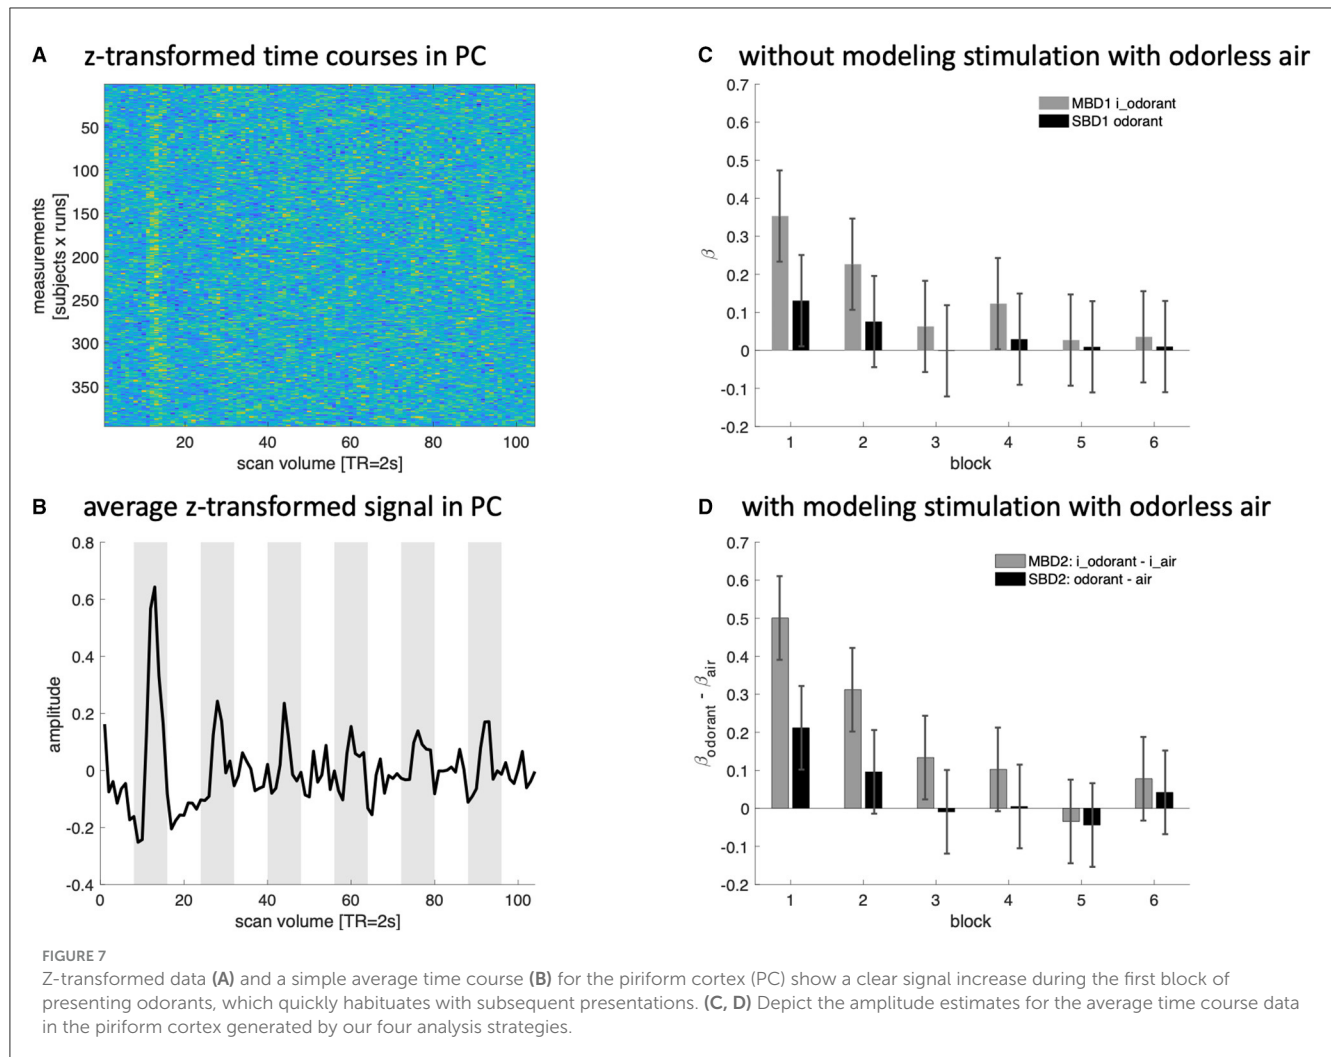 A z-transformed time courses in PC
50
100
150
200
250
300
350
measurements
[subjects x runs]
20 40 60 80 100
scan volume [TR=2s]
B average z-transformed signal in PC
0.8
0.6
0.4
0.2
0
-0.2
-0.4
amplitude
0 20 40 60 80 100
scan volume [TR=2s]
C without modeling stimulation with odorless air
MBD1 i_odorant
SBD1 odorant
0.7
0.6
0.5
0.4
0.3
0.2
0.1
0
-0.1
-0.2
β
1 2 3 4 5 6
block
D with modeling stimulation with odorless air
MBD2: i_odorant - i_air
SBD2: odorant - air
0.7
0.6
0.5
0.4
0.3
0.2
0.1
0
-0.1
-0.2
βodorant - βair
1 2 3 4 5 6
block
FIGURE 7
Z-transformed data (A) and a simple average time course (B) for the piriform cortex (PC) show a clear signal increase during the first block of
presenting odorants, which quickly habituates with subsequent presentations. (C, D) Depict the amplitude estimates for the average time course data
in the piriform cortex generated by our four analysis strategies.